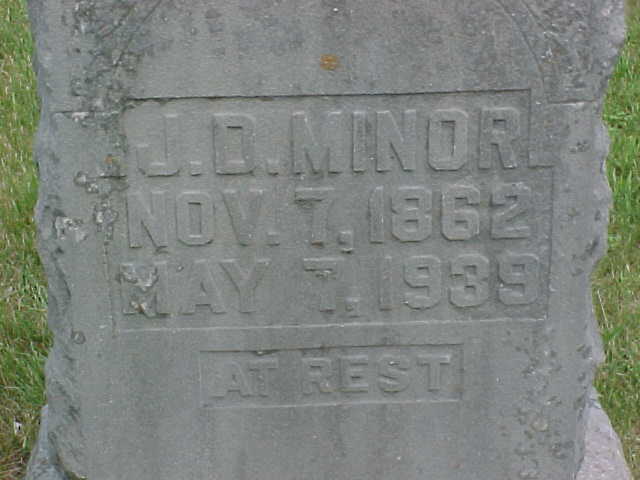 J.D. MINOR
NOV. 7, 1862
MAY 7, 1939
AT REST